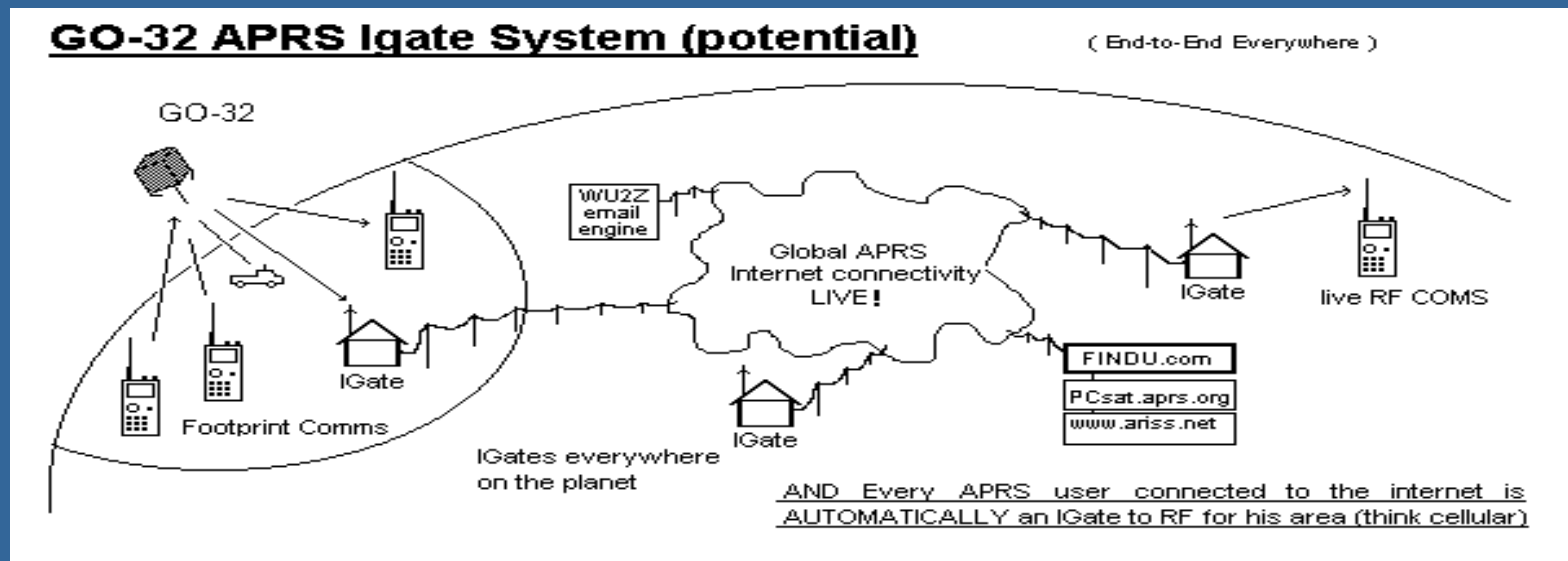 GO-32 APRS Igate System (potential)
( End-to-End Everywhere )
GO-32
WU2Z
email
engine
Global APRS
Internet connectivity
LIVE!
IGate
live RF COMS
IGate
Footprint Comms
FINDU.com
PCsat.aprs.org
www.ariss.net
IGate
IGates everywhere
on the planet
AND Every APRS user connected to the internet is
AUTOMATICALLY an IGate to RF for his area (think cellular)